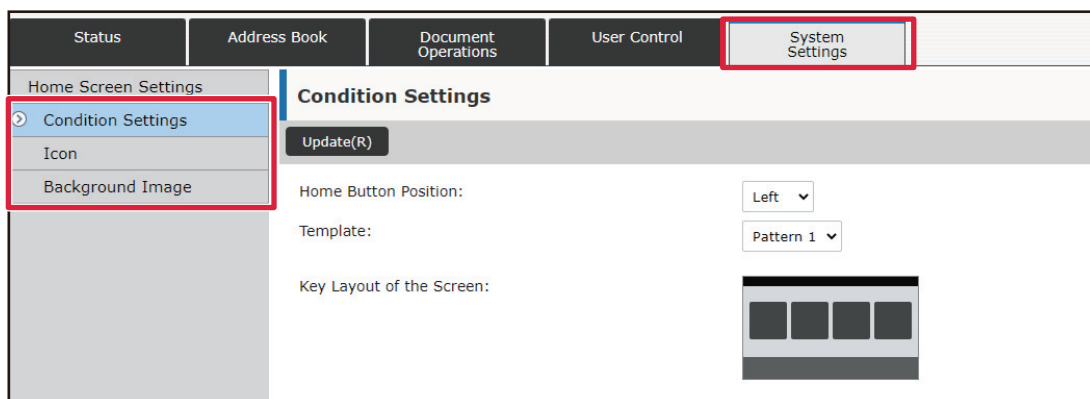 Status
Address Book
Document
Operations
User Control
System
Settings
Home Screen Settings
Condition Settings
Icon
Background Image
Condition Settings
Update(R)
Home Button Position:
Left
Template:
Pattern 1
Key Layout of the Screen: